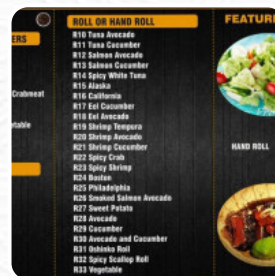 ROLL OR HAND ROLL
R10 Tuna Avocado
R11 Tuna Cucumber
R12 Salmon Avocado
R13 Salmon Cucumber
R14 Spicy White Tuna
R15 Alaska
R16 California
R17 Eel Cucumber
R18 Eel Avocado
R19 Shrimp Tempura
R20 Shrimp Avocado
R21 Shrimp Cucumber
R22 Spicy Crab
R23 Spicy Shrimp
R24 Boston
R25 Philadelphia
R26 Smoked Salmon Avocado
R27 Sweet Potato
R28 Avocado
R29 Cucumber
R30 Avocado and Cucumber
R31 Oshinko Roll
R32 Spicy Scallop Roll
R33 Vegetable
ERS
Crabmeat
etable
FEATUR
HAND ROLL